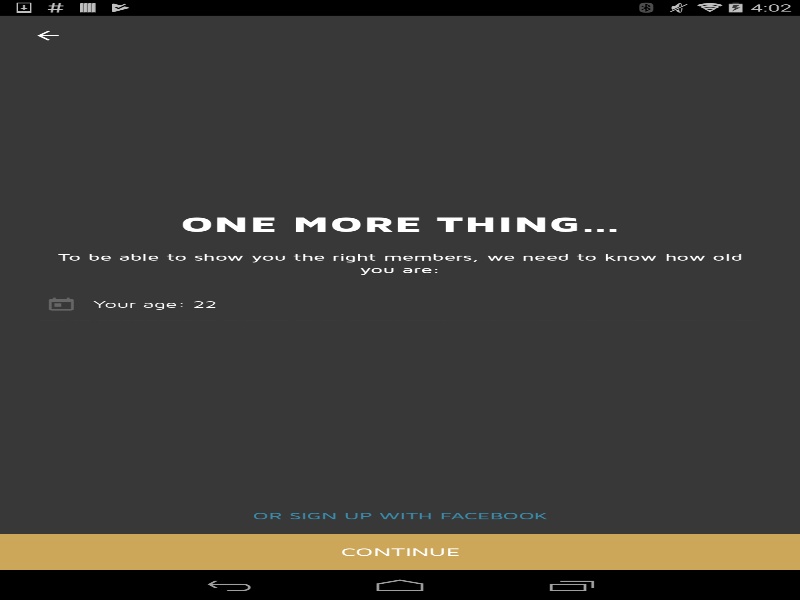 4:02
ONE MORE THING...
To be able to show you the right members, we need to know how old
you are:
Your age: 22
OR SIGN UP WITH FACEBOOK
CONTINUE